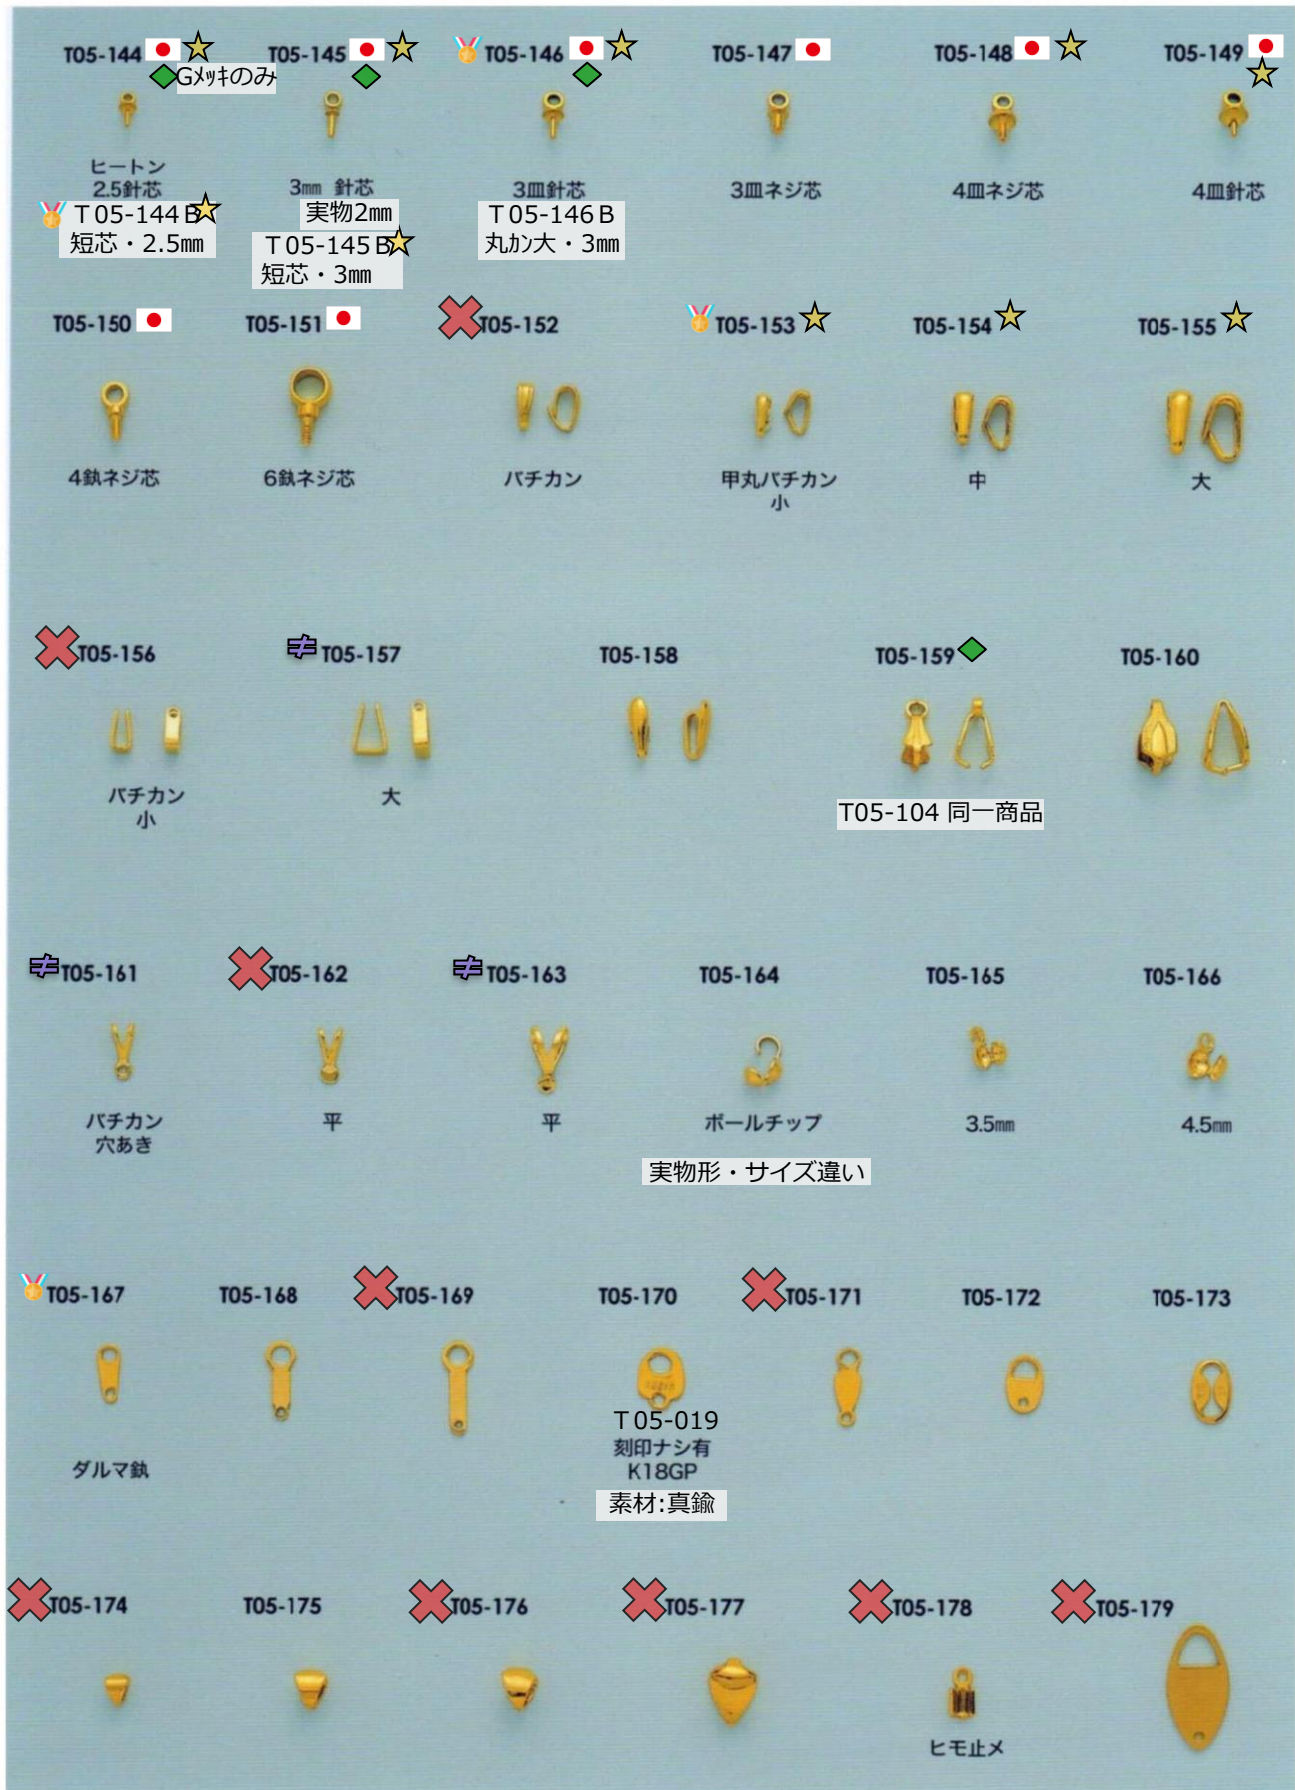 T05-144
T05-145
T05-146
T05-147
T05-148
T05-149
Gﾒｯｷのみ
ヒートン
2.5針芯
3㎜ 針芯
3皿針芯
3皿ネジ芯
4皿ネジ芯
4皿針芯
T05-144B
短芯・2.5㎜
実物2㎜
T05-145B
短芯・3㎜
T05-146B
丸ｶﾝ大・3㎜
T05-150
T05-151
T05-152
T05-153
T05-154
T05-155
4釻ネジ芯
6釻ネジ芯
バチカン
甲丸バチカン
小
中
大
T05-156
≠ T05-157
T05-158
T05-159
T05-160
バチカン
小
大
T05-104 同一商品
≠ T05-161
T05-162
≠ T05-163
T05-164
T05-165
T05-166
バチカン
穴あき
平
平
ボールチップ
3.5㎜
4.5㎜
実物形・サイズ違い
T05-167
T05-168
T05-169
T05-170
T05-171
T05-172
T05-173
ダルマ釻
T05-019
刻印ナシ有
K18GP
素材:真鍮
T05-174
T05-175
T05-176
T05-177
T05-178
T05-179
ヒモ止メ